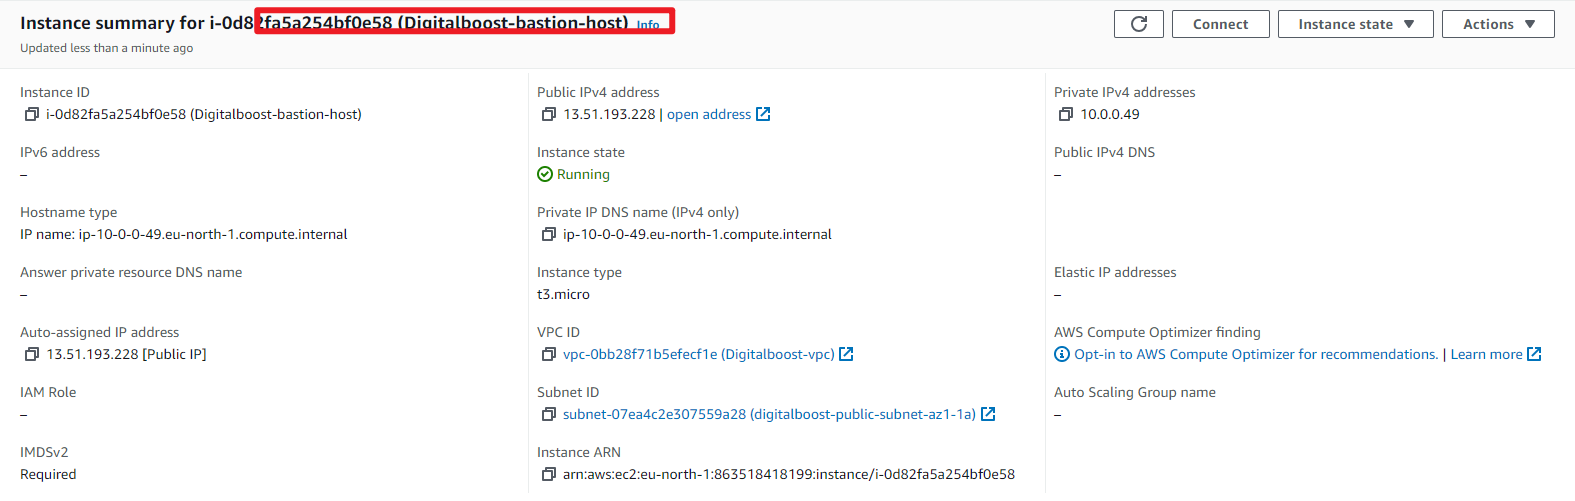 Instance summary for i-0d82fa5a254bf0e58 (Digitalboost-bastion-host) Info
Updated less than a minute ago
Connect
Instance state
Actions
Instance ID
i-0d82fa5a254bf0e58 (Digitalboost-bastion-host)
Public IPv4 address
13.51.193.228 | open address
Private IPv4 addresses
10.0.0.49
IPv6 address
–
Instance state
Running
Public IPv4 DNS
–
Hostname type
IP name: ip-10-0-0-49.eu-north-1.compute.internal
Private IP DNS name (IPv4 only)
ip-10-0-0-49.eu-north-1.compute.internal
Answer private resource DNS name
–
Instance type
t3.micro
Elastic IP addresses
–
Auto-assigned IP address
13.51.193.228 [Public IP]
VPC ID
vpc-0bb28f71b5efecf1e (Digitalboost-vpc)
AWS Compute Optimizer finding
Opt-in to AWS Compute Optimizer for recommendations. | Learn more
IAM Role
–
Subnet ID
subnet-07ea4c2e307559a28 (digitalboost-public-subnet-az1-1a)
Auto Scaling Group name
–
IMDSv2
Required
Instance ARN
arn:aws:ec2:eu-north-1:863518418199:instance/i-0d82fa5a254bf0e58